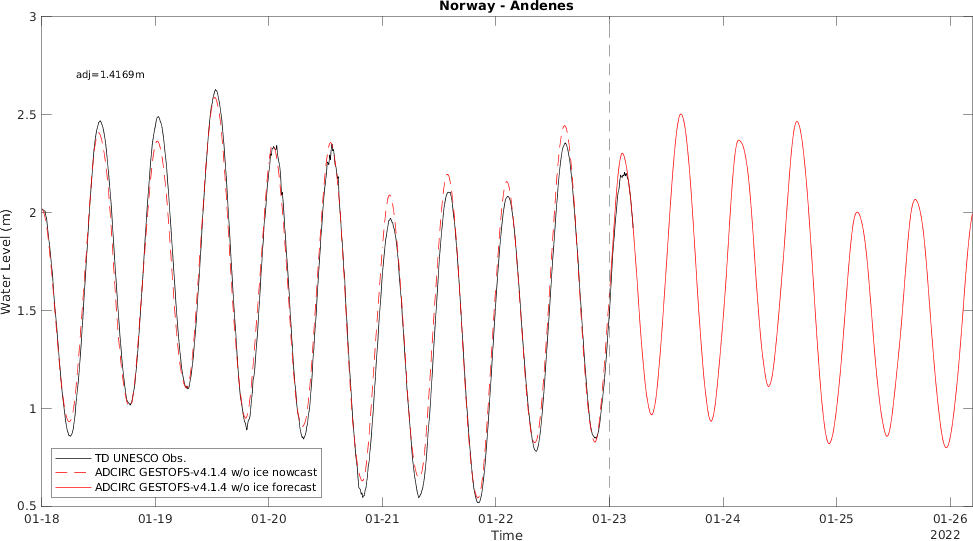 Norway - Andenes
adj=1.4169m
3
2.5
2
1.5
1
0.5
Water Level (m)
TD UNESCO Obs.
ADCIRC GESTOFS-v4.1.4 w/o ice nowcast
ADCIRC GESTOFS-v4.1.4 w/o ice forecast
01-18 01-19 01-20 01-21 01-22 01-23 01-24 01-25 01-26
Time
2022